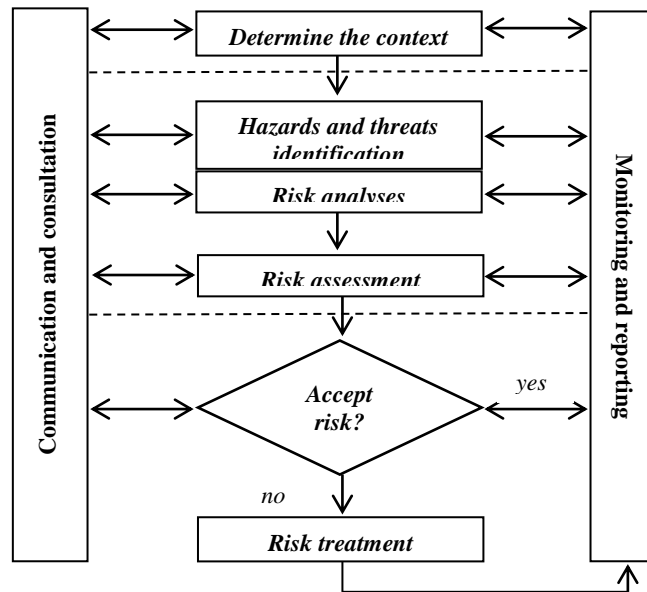 Determine the context
Hazards and threats
identification
Risk analyses
Risk assessment
Accept
risk?
yes
no
Risk treatment
Communication and consultation
Monitoring and reporting